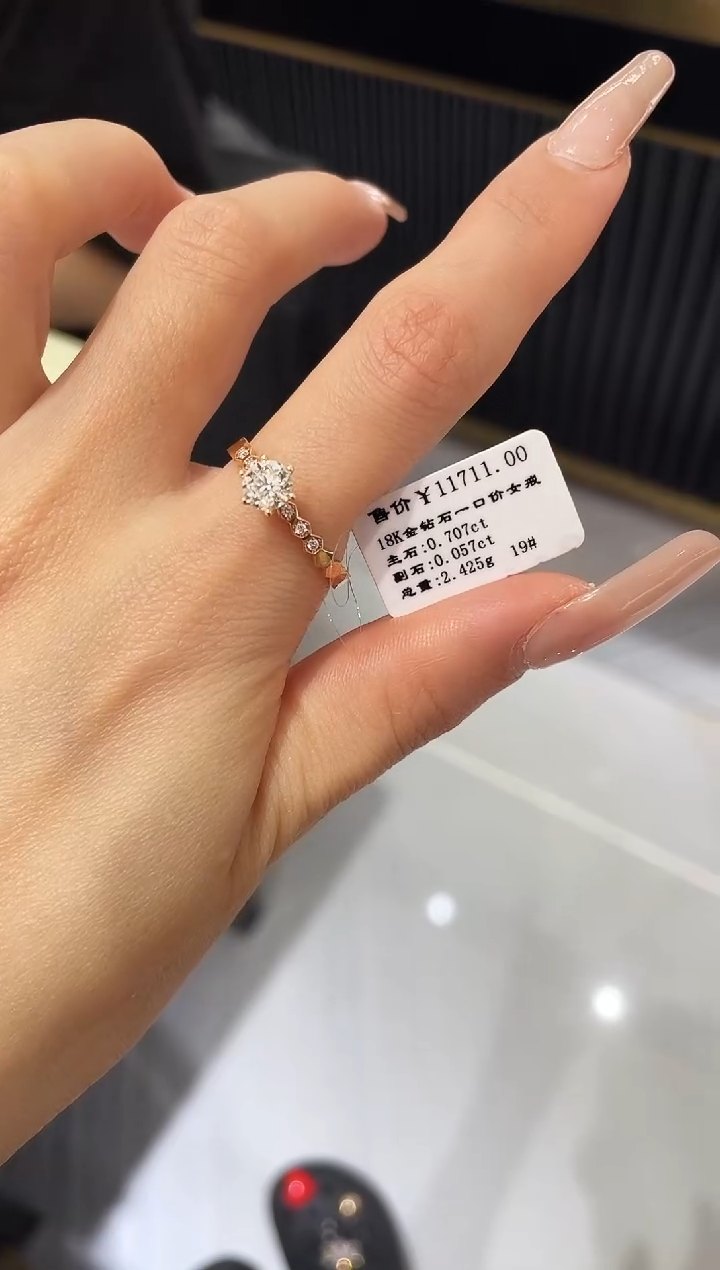 售价￥11711.00
18K金钻石一口价女戒
主石:0.707ct
副石:0.057ct
总重:2.425g 19#